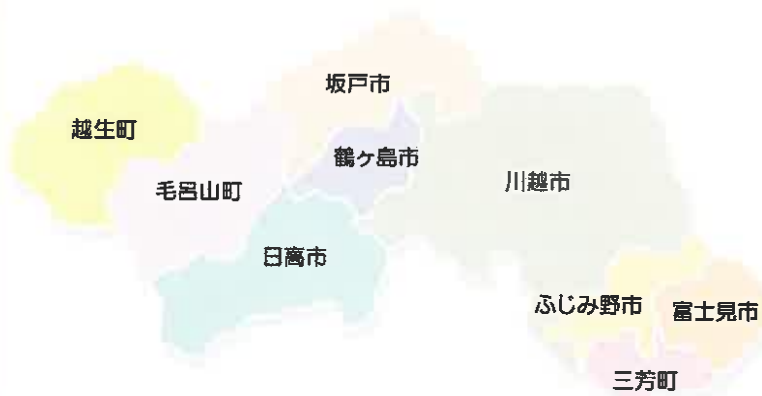 坂戸市
越生町
鶴ヶ島市
毛呂山町
川越市
日高市
ふじみ野市
富士見市
三芳町